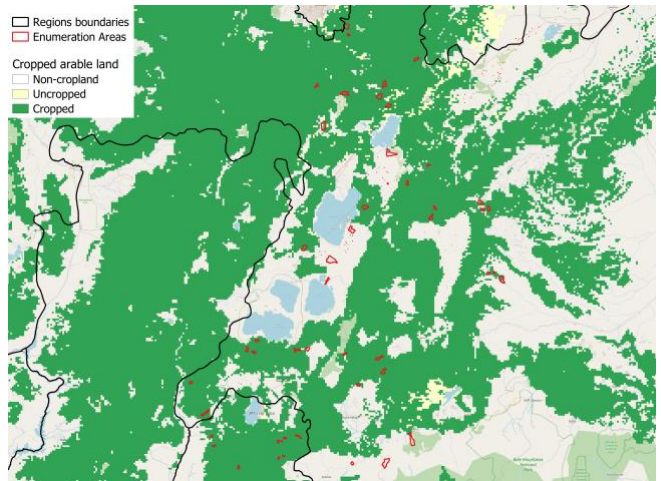 Regions boundaries
Enumeration Areas
Cropped arable land
Non-cropland
Uncropped
Cropped